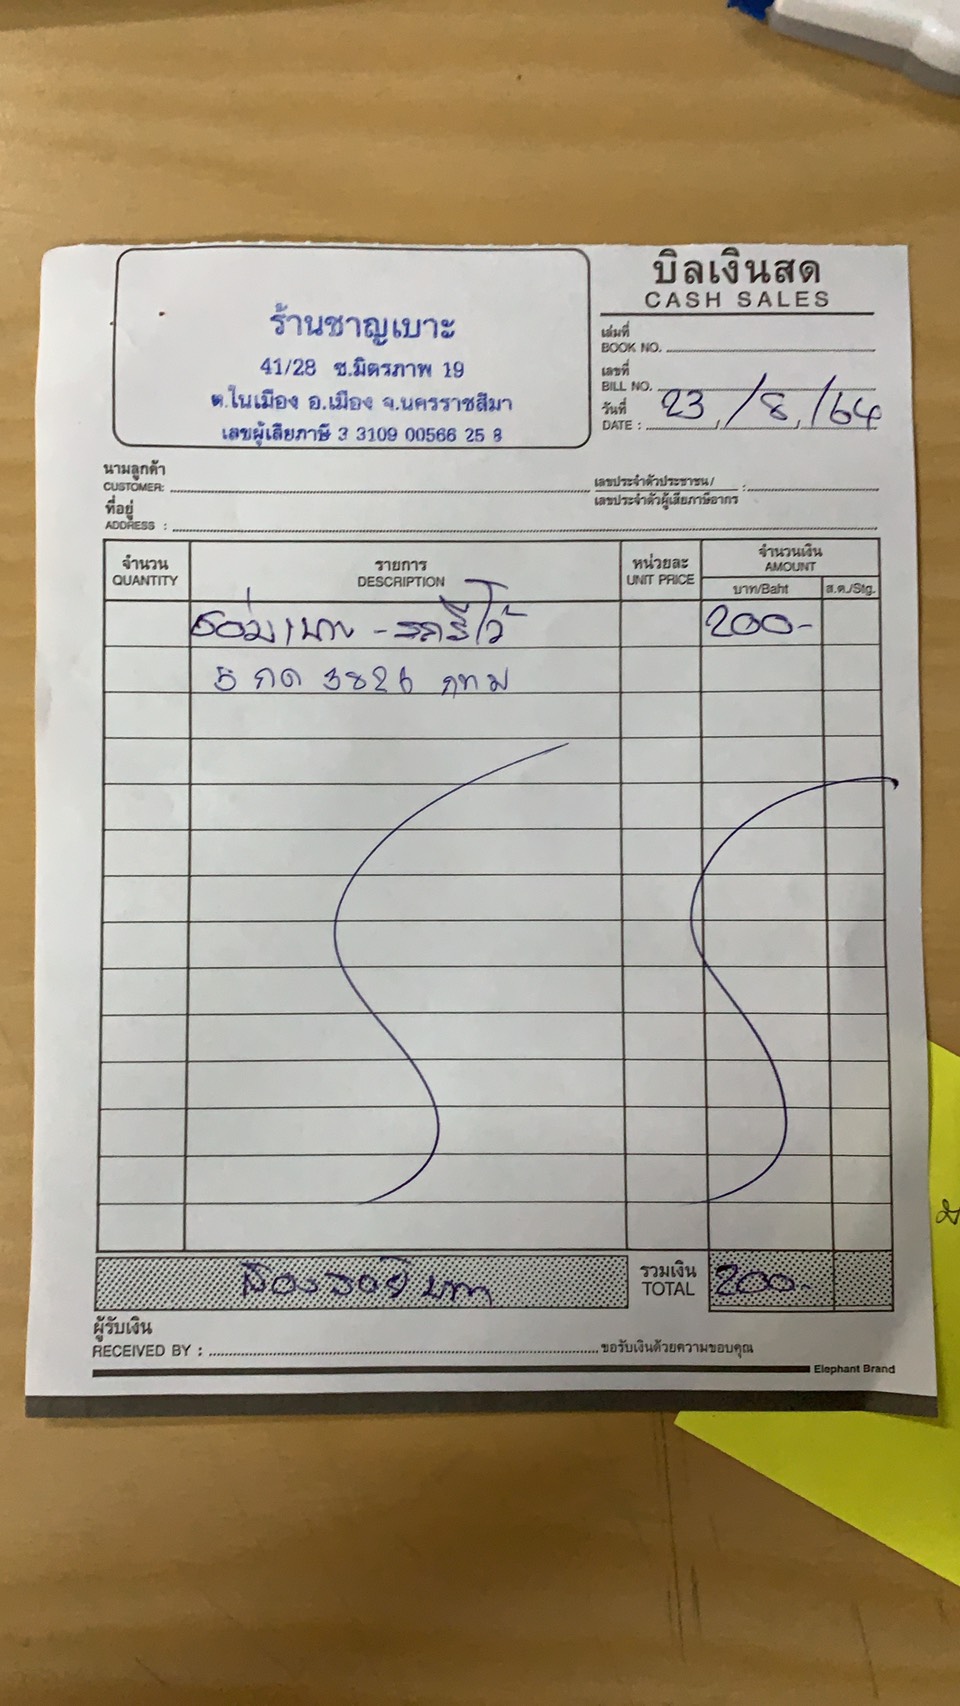 บิลเงินสด
CASH SALES
ร้านชาญเบาะ
41/28 ซ.มิตรภาพ 19
ต.ในเมือง อ.เมือง จ.นครราชสีมา
เลขผู้เสียภาษี 3 3109 00566 25 8
เล่มที่
BOOK NO.
เลขที่
BILL NO.
วันที่
DATE : 23/8/64
นามลูกค้า
CUSTOMER:
เลขประจำตัวประชาชน/
เลขประจำตัวผู้เสียภาษีอากร :
ที่อยู่
ADDRESS :
จำนวน รายการ หน่วยละ จำนวนเงิน
QUANTITY DESCRIPTION UNIT PRICE AMOUNT
บาท/Baht ส.ต./Stg.
ซ่อมเบาะ - 200-
5 กด 3826 กทม
สองร้อยบาท รวมเงิน 200-
TOTAL
ผู้รับเงิน
RECEIVED BY : ขอรับเงินด้วยความขอบคุณ
Elephant Brand